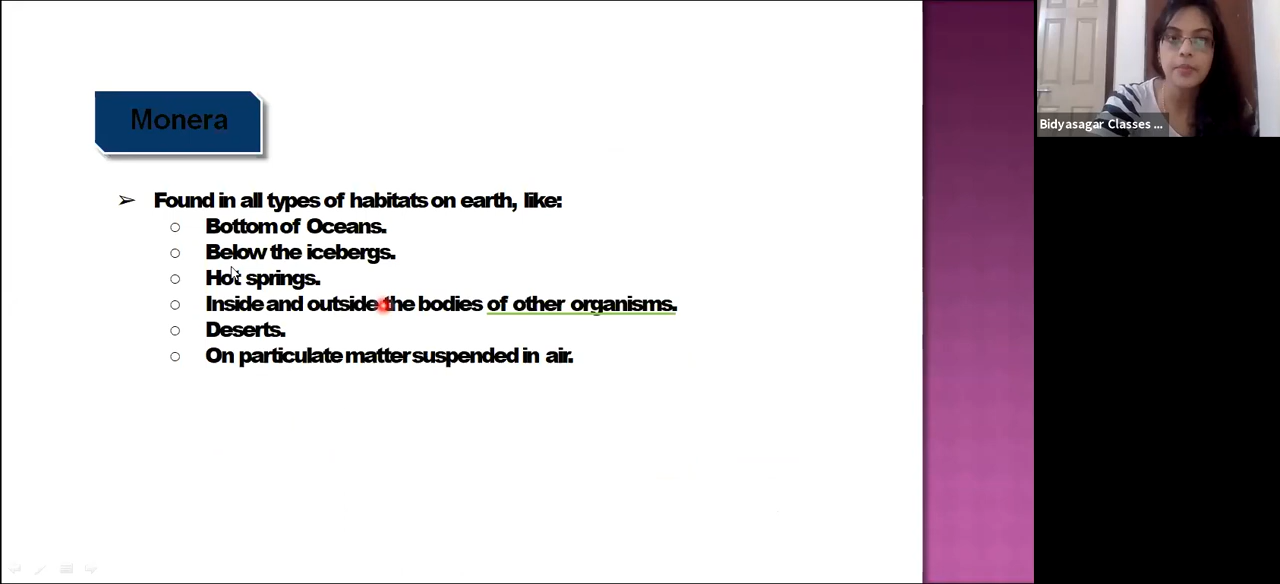 Monera
➢ Found in all types of habitats on earth, like:
○ Bottom of Oceans.
○ Below the icebergs.
○ Hot springs.
○ Inside and outside the bodies of other organisms.
○ Deserts.
○ On particulate matter suspended in air.
Bidyasagar Classes ...